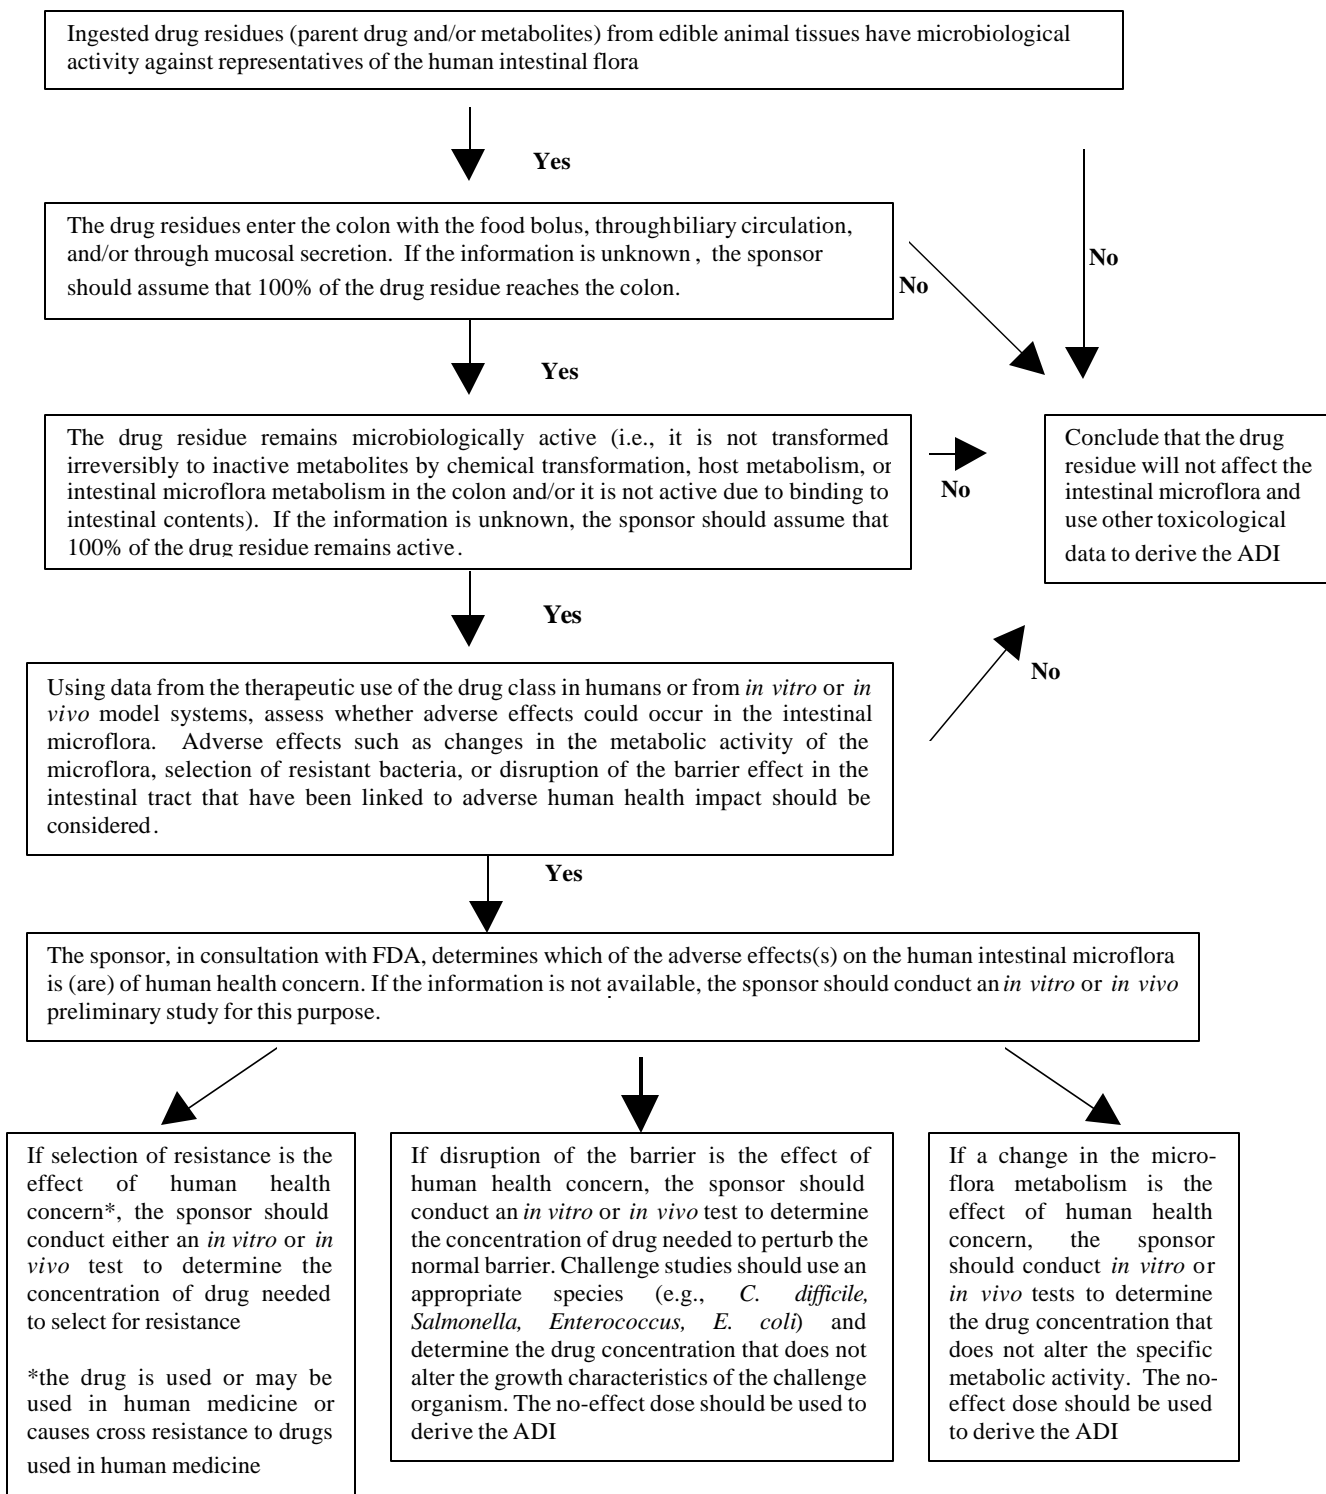 Ingested drug residues (parent drug and/or metabolites) from edible animal tissues have microbiological
activity against representatives of the human intestinal flora
Yes
No
The drug residues enter the colon with the food bolus, throughbiliary circulation,
and/or through mucosal secretion. If the information is unknown , the sponsor
should assume that 100% of the drug residue reaches the colon.
No
Yes
The drug residue remains microbiologically active (i.e., it is not transformed
irreversibly to inactive metabolites by chemical transformation, host metabolism, or
intestinal microflora metabolism in the colon and/or it is not active due to binding to
intestinal contents). If the information is unknown, the sponsor should assume that
100% of the drug residue remains active.
No
Conclude that the drug
residue will not affect the
intestinal microflora and
use other toxicological
data to derive the ADI
Yes
No
Using data from the therapeutic use of the drug class in humans or from in vitro or in
vivo model systems, assess whether adverse effects could occur in the intestinal
microflora. Adverse effects such as changes in the metabolic activity of the
microflora, selection of resistant bacteria, or disruption of the barrier effect in the
intestinal tract that have been linked to adverse human health impact should be
considered.
Yes
The sponsor, in consultation with FDA, determines which of the adverse effects(s) on the human intestinal microflora
is (are) of human health concern. If the information is not available, the sponsor should conduct an in vitro or in vivo
preliminary study for this purpose.
If selection of resistance is the
effect of human health
concern*, the sponsor should
conduct either an in vitro or in
vivo test to determine the
concentration of drug needed
to select for resistance
*the drug is used or may be
used in human medicine or
causes cross resistance to drugs
used in human medicine
If disruption of the barrier is the effect of
human health concern, the sponsor should
conduct an in vitro or in vivo test to determine
the concentration of drug needed to perturb the
normal barrier. Challenge studies should use an
appropriate species (e.g., C. difficile,
Salmonella, Enterococcus, E. coli) and
determine the drug concentration that does not
alter the growth characteristics of the challenge
organism. The no-effect dose should be used to
derive the ADI
If a change in the micro-
flora metabolism is the
effect of human health
concern, the sponsor
should conduct in vitro or
in vivo tests to determine
the drug concentration that
does not alter the specific
metabolic activity. The no-
effect dose should be used
to derive the ADI